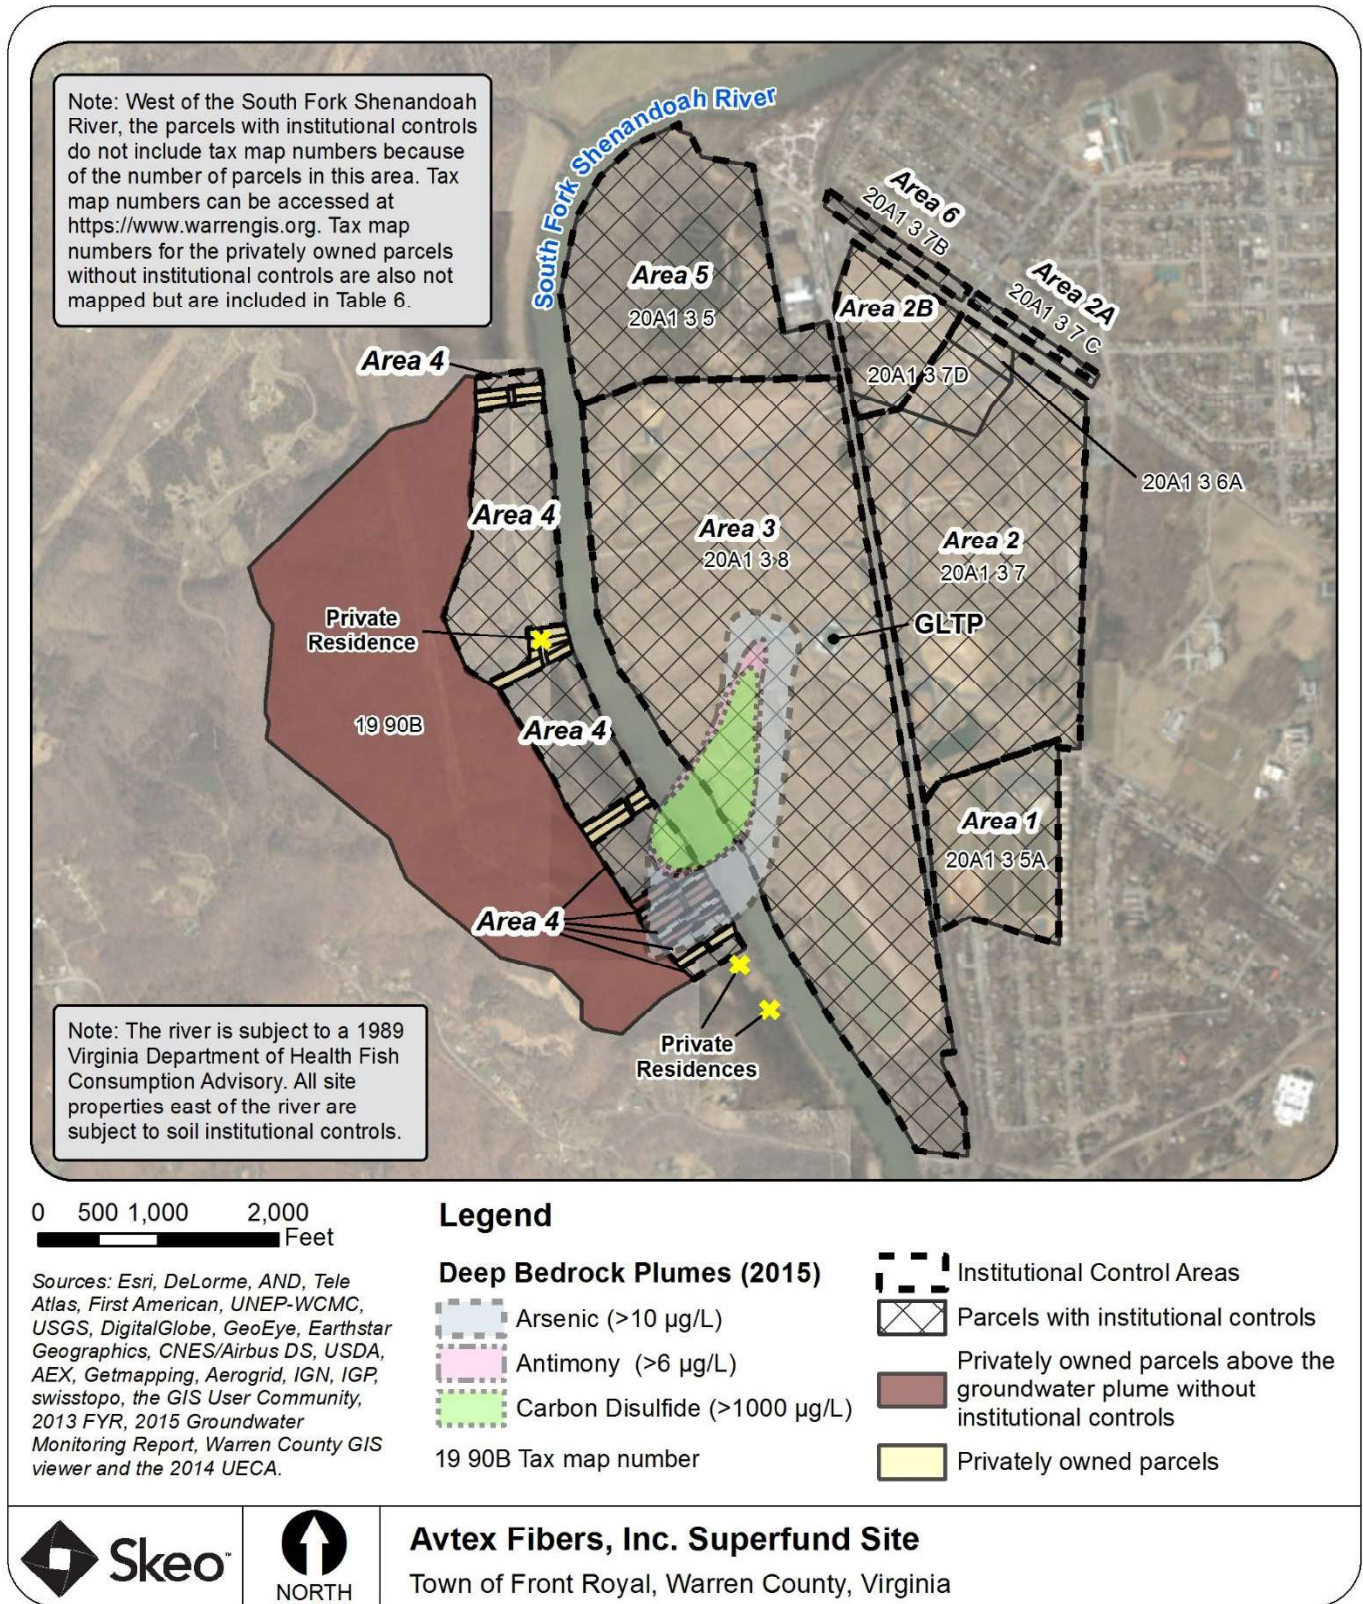 Note: West of the South Fork Shenandoah
River, the parcels with institutional controls
do not include tax map numbers because
of the number of parcels in this area. Tax
map numbers can be accessed at
https://www.warrengis.org. Tax map
numbers for the privately owned parcels
without institutional controls are also not
mapped but are included in Table 6.
South Fork Shenandoah River
Area 6
20A1 3 7B
Area 2A
20A1 3 7 C
Area 5
20A1 3 5
Area 2B
20A1 3 7D
Area 4
20A1 3 6A
Area 4
Area 3
20A1 3 8
Area 2
20A1 3 7
Private
Residence
GLTP
19 90B
Area 4
Area 1
20A1 3 5A
Area 4
Private
Residences
Note: The river is subject to a 1989
Virginia Department of Health Fish
Consumption Advisory. All site
properties east of the river are
subject to soil institutional controls.
0 500 1,000 2,000
Feet
Sources: Esri, DeLorme, AND, Tele
Atlas, First American, UNEP-WCMC,
USGS, DigitalGlobe, GeoEye, Earthstar
Geographics, CNES/Airbus DS, USDA,
AEX, Getmapping, Aerogrid, IGN, IGP,
swisstopo, the GIS User Community,
2013 FYR, 2015 Groundwater
Monitoring Report, Warren County GIS
viewer and the 2014 UECA.
Legend
Deep Bedrock Plumes (2015)
Arsenic (>10 µg/L)
Antimony (>6 µg/L)
Carbon Disulfide (>1000 µg/L)
19 90B Tax map number
Institutional Control Areas
Parcels with institutional controls
Privately owned parcels above the
groundwater plume without
institutional controls
Privately owned parcels
Skeo™
NORTH
Avtex Fibers, Inc. Superfund Site
Town of Front Royal, Warren County, Virginia